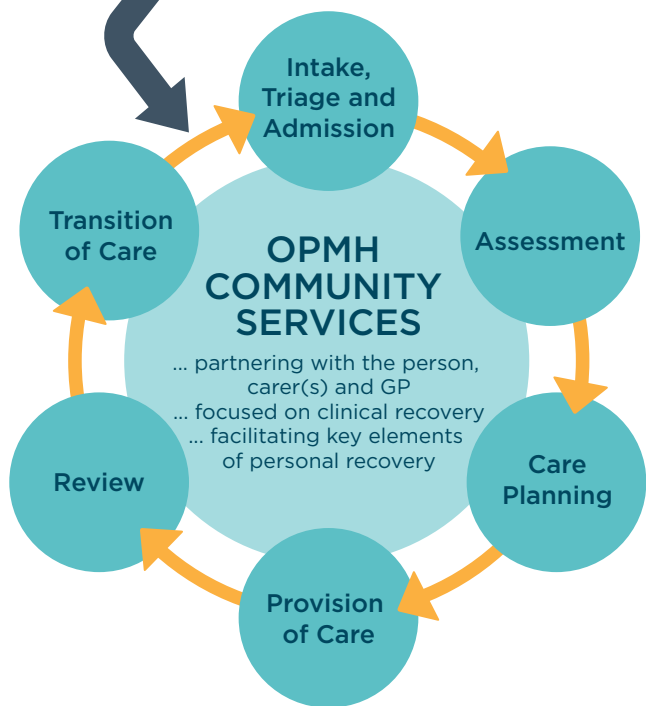 Intake,
Triage and
Admission
Assessment
Care
Planning
Provision
of Care
Review
Transition
of Care
OPMH
COMMUNITY
SERVICES
... partnering with the person,
carer(s) and GP
... focused on clinical recovery
... facilitating key elements
of personal recovery